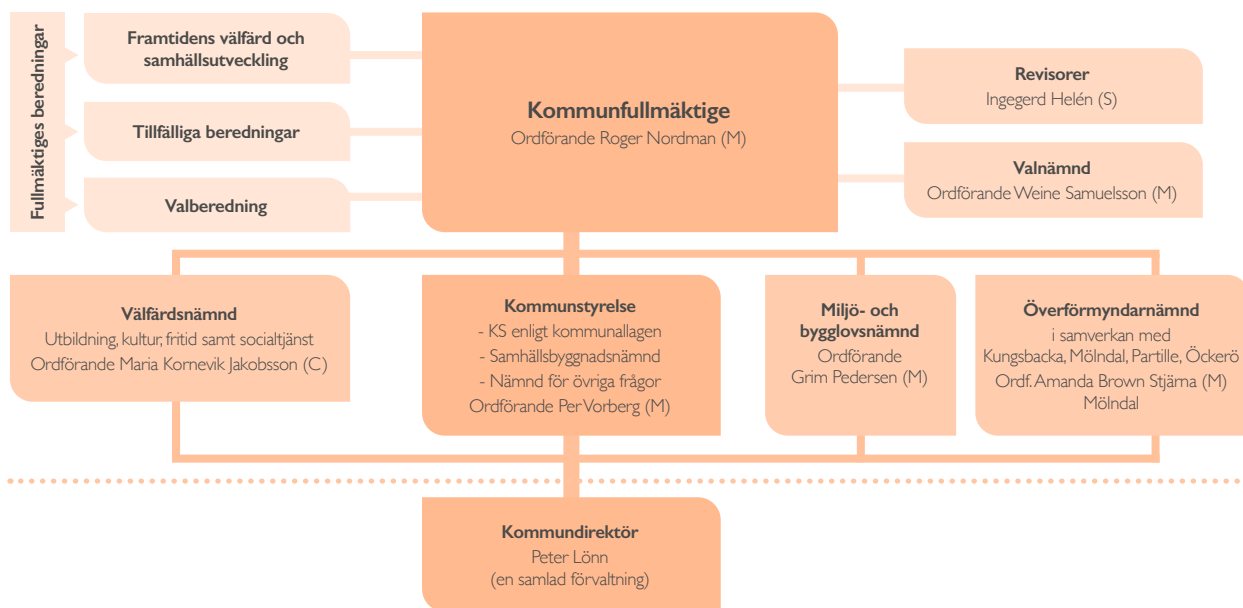 Fullmäktiges beredningar
Framtidens välfärd och
samhällsutveckling
Tillfälliga beredningar
Valberedning
Kommunfullmäktige
Ordförande Roger Nordman (M)
Revisorer
Ingegerd Helén (S)
Valnämnd
Ordförande Weine Samuelsson (M)
Välfärdsnämnd
Utbildning, kultur, fritid samt socialtjänst
Ordförande Maria Kornevik Jakobsson (C)
Kommunstyrelse
- KS enligt kommunallagen
- Samhällsbyggnadsnämnd
- Nämnd för övriga frågor
Ordförande Per Vorberg (M)
Miljö- och
bygglovsnämnd
Ordförande
Grim Pedersen (M)
Överförmyndarnämnd
i samverkan med
Kungsbacka, Mölndal, Partille, Öckerö
Ordf. Amanda Brown Stjärna (M)
Mölndal
Kommundirektör
Peter Lönn
(en samlad förvaltning)